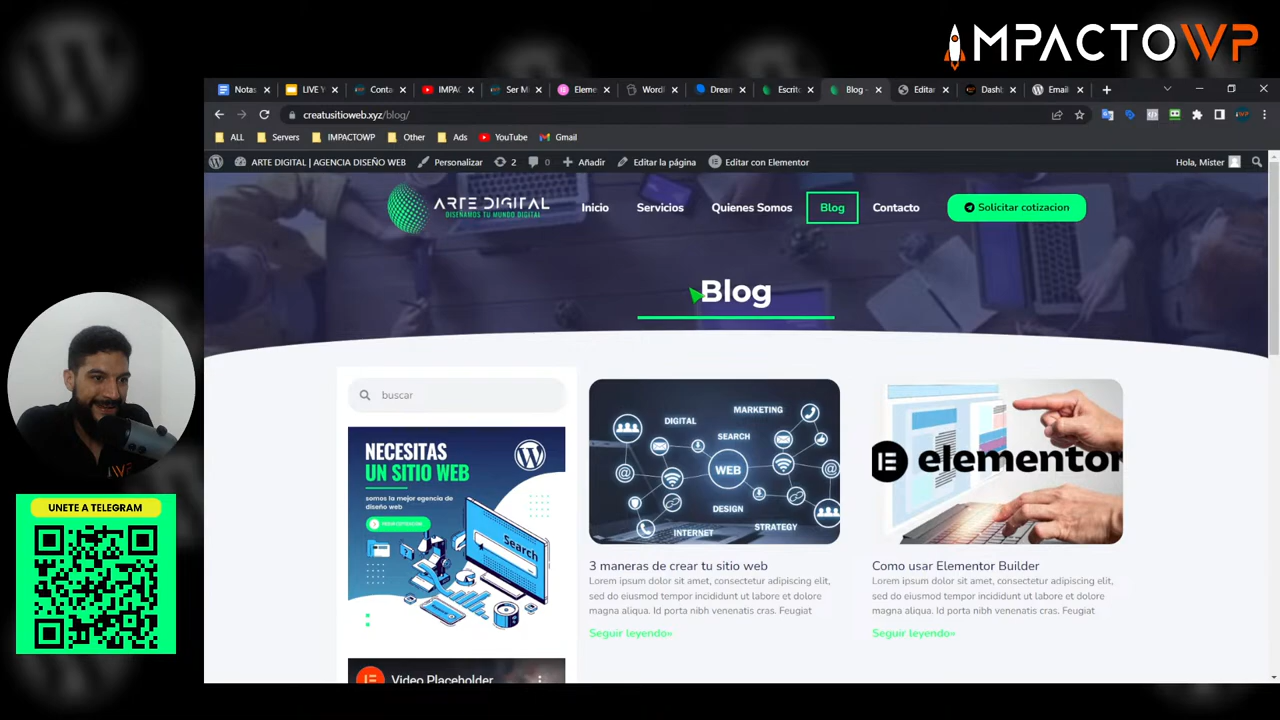 IMPACTOWP
Notas
LIVE Y
Conta
IMPAC
Ser M
Eleme
WordF
Dream
Escrit
Blog -
Editar
Dashb
Email
creatusitioweb.xyz/blog/
ALL
Servers
IMPACTOWP
Other
Ads
YouTube
Gmail
ARTE DIGITAL | AGENCIA DISEÑO WEB
Personalizar
2
0
Añadir
Editar la página
Editar con Elementor
Hola, Mister
ARTE DIGITAL
DISEÑAMOS TU MUNDO DIGITAL
Inicio
Servicios
Quienes Somos
Blog
Contacto
Solicitar cotizacion
Blog
buscar
NECESITAS
UN SITIO WEB
somos la mejor agencia de
diseño web
Search
Video Placeholder
DIGITAL
MARKETING
SEARCH
WEB
DESIGN
INTERNET
STRATEGY
3 maneras de crear tu sitio web
Lorem ipsum dolor sit amet, consectetur adipiscing elit,
sed do eiusmod tempor incididunt ut labore et dolore
magna aliqua. Id porta nibh venenatis cras. Feugiat
Seguir leyendo»
elementor
Como usar Elementor Builder
Lorem ipsum dolor sit amet, consectetur adipiscing elit,
sed do eiusmod tempor incididunt ut labore et dolore
magna aliqua. Id porta nibh venenatis cras. Feugiat
Seguir leyendo»
WP
UNETE A TELEGRAM